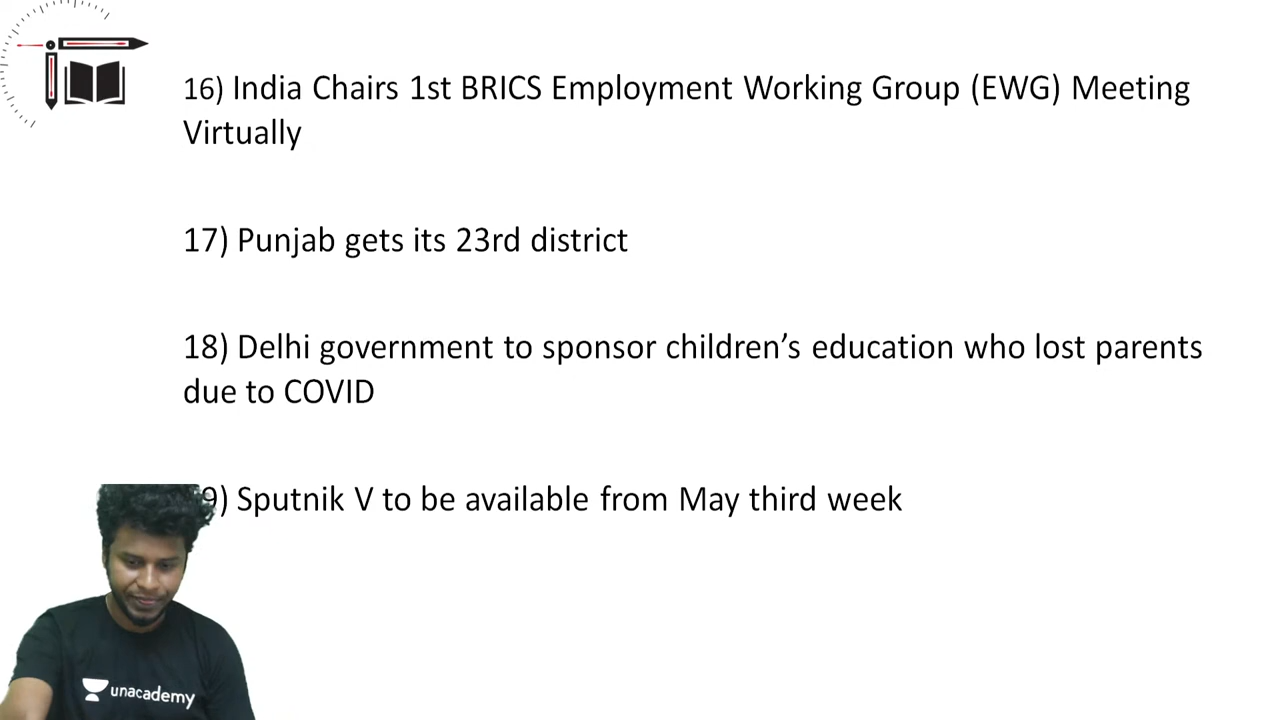 16) India Chairs 1st BRICS Employment Working Group (EWG) Meeting
Virtually
17) Punjab gets its 23rd district
18) Delhi government to sponsor children’s education who lost parents
due to COVID
9) Sputnik V to be available from May third week
unacademy